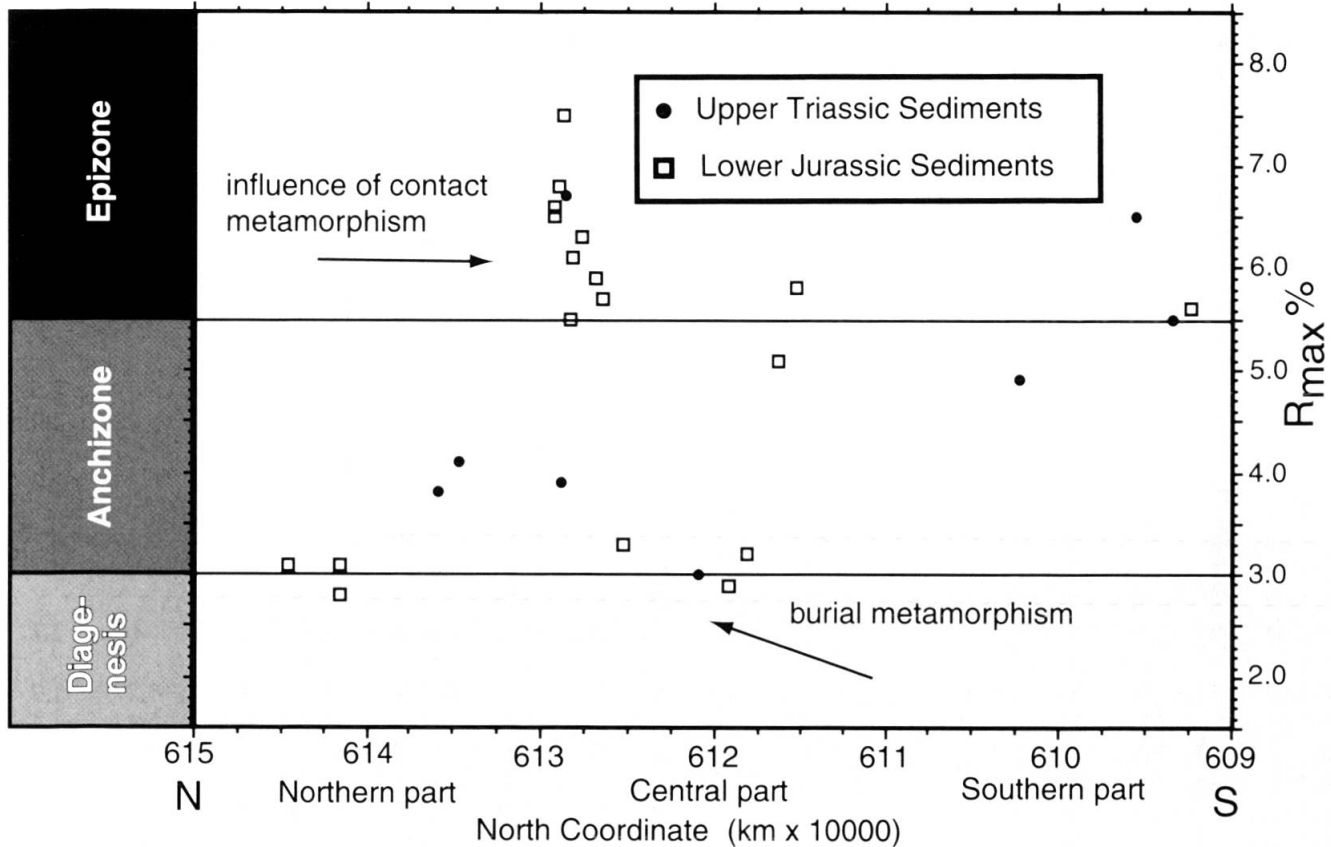 Epizone
Anchizone
Diage-
nesis
influence of contact
metamorphism
Upper Triassic Sediments
Lower Jurassic Sediments
burial metamorphism
8.0
7.0
6.0
5.0
4.0
3.0
2.0
Rmax %
615 614 613 612 611 610 609
N Northern part Central part Southern part S
North Coordinate (km x 10000)